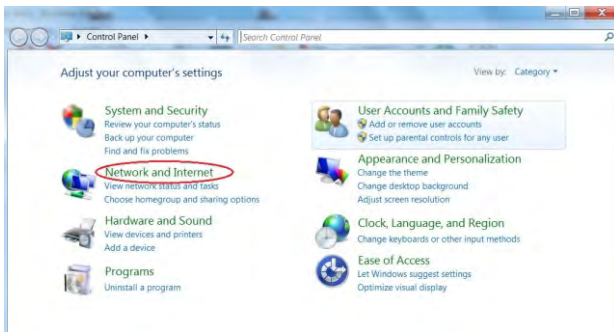 Control Panel
Search Control Panel
Adjust your computer's settings
View by: Category
System and Security
Review your computer's status
Back up your computer
Find and fix problems
Network and Internet
View network status and tasks
Choose homegroup and sharing options
Hardware and Sound
View devices and printers
Add a device
Programs
Uninstall a program
User Accounts and Family Safety
Add or remove user accounts
Set up parental controls for any user
Appearance and Personalization
Change the theme
Change desktop background
Adjust screen resolution
Clock, Language, and Region
Change keyboards or other input methods
Ease of Access
Let Windows suggest settings
Optimize visual display